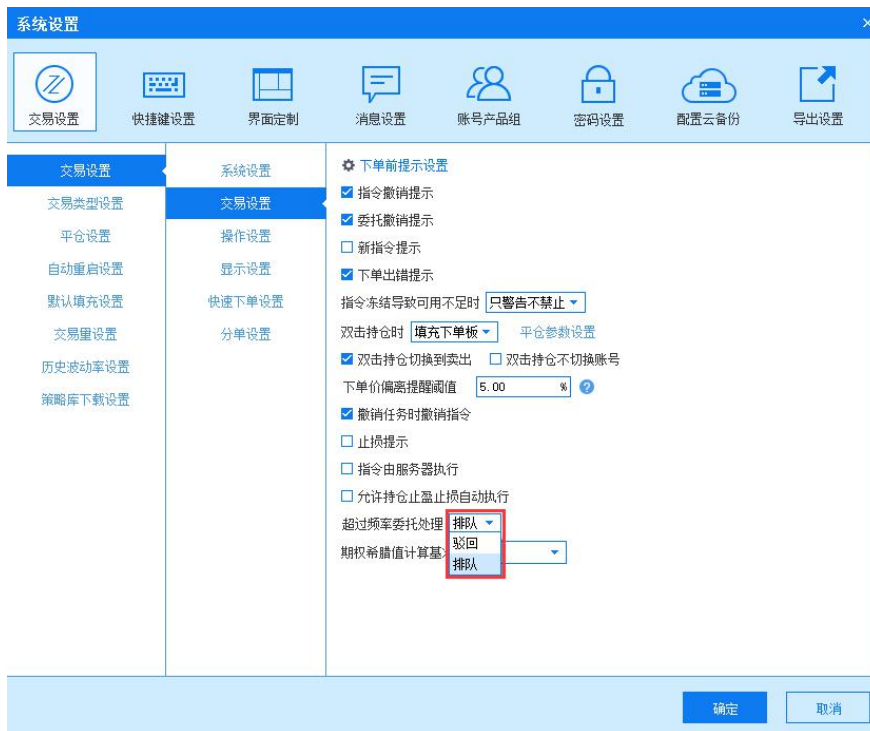 系统设置
交易设置 快捷键设置 界面定制 消息设置 账号产品组 密码设置 配置云备份 导出设置
交易设置
交易类型设置
平仓设置
自动重启设置
默认填充设置
交易量设置
历史波动率设置
策略库下载设置
系统设置
交易设置
操作设置
显示设置
快速下单设置
分单设置
下单前提示设置
指令撤销提示
委托撤销提示
新指令提示
下单出错提示
指令冻结导致可用不足时 只警告不禁止
双击持仓时 填充下单板 平仓参数设置
双击持仓切换到卖出 双击持仓不切换账号
下单价偏离提醒阈值 5.00 %
撤销任务时撤销指令
止损提示
指令由服务器执行
允许持仓止盈止损自动执行
超过频率委托处理 排队
驳回
期权希腊值计算基
排队
确定 取消